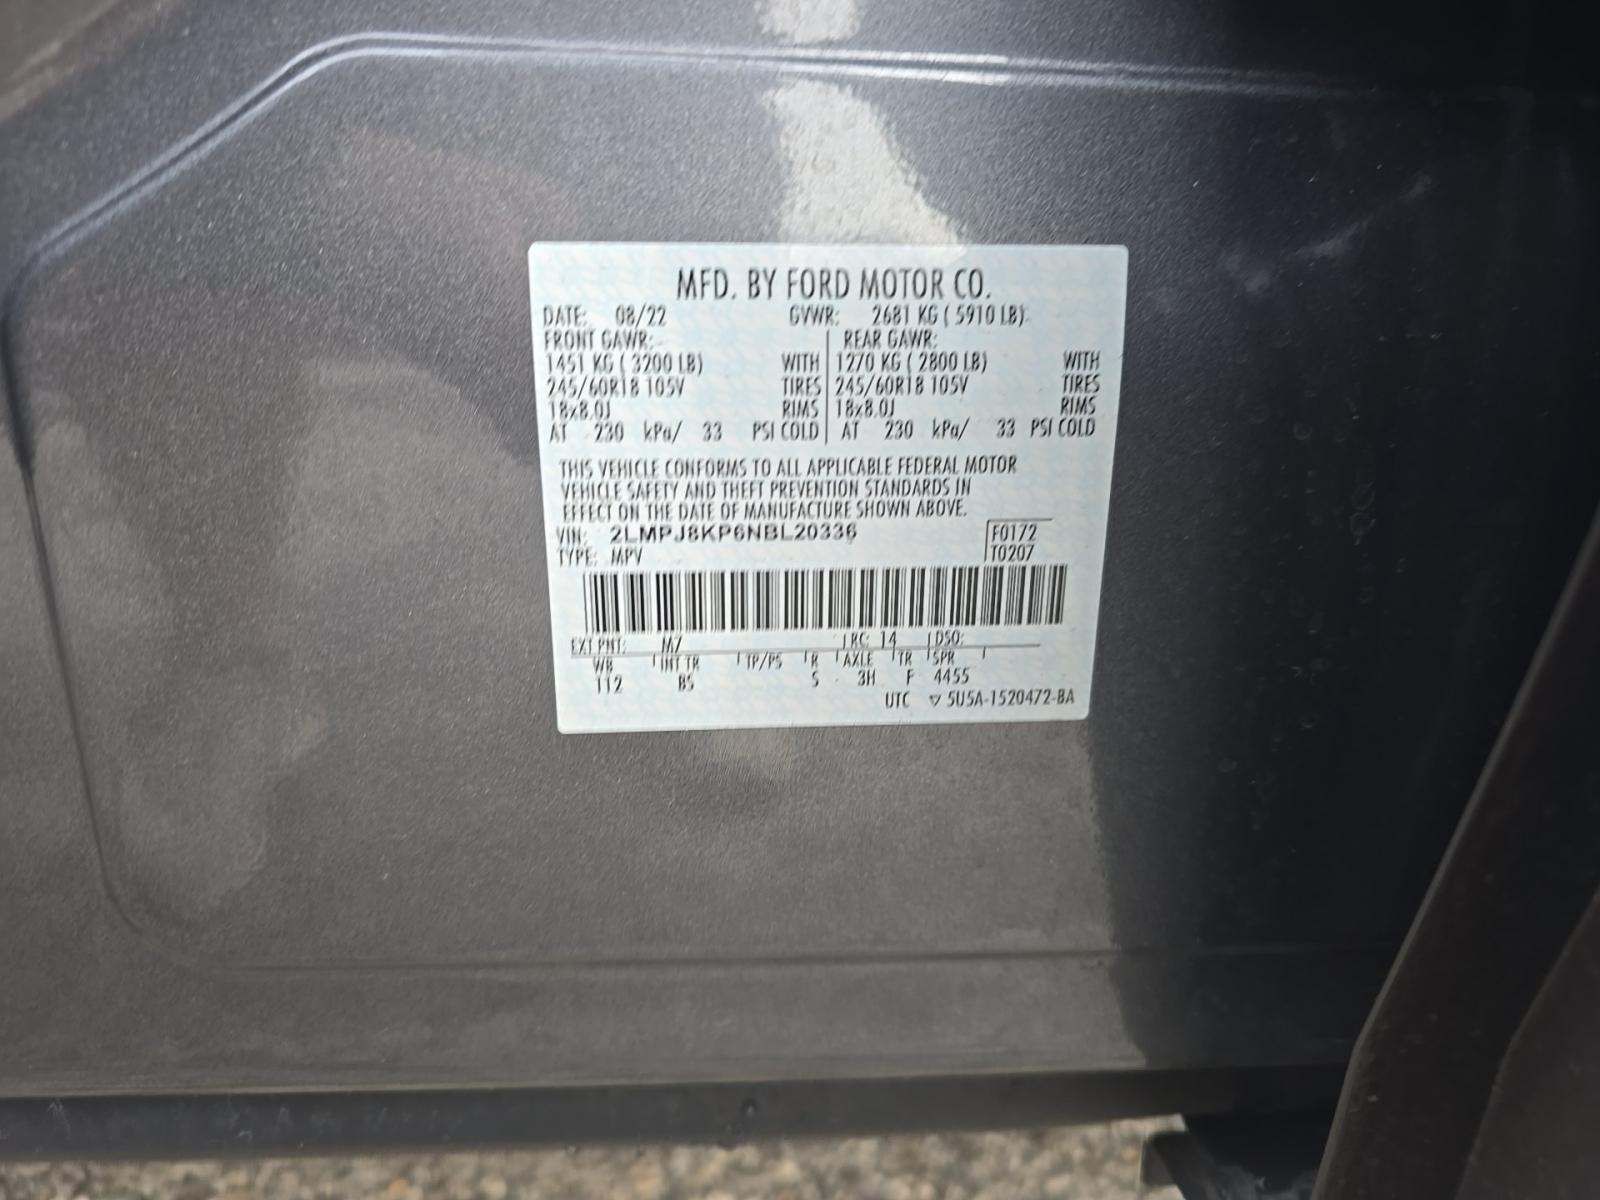 MFD. BY FORD MOTOR CO.
DATE: 08/22 GVWR: 2681 KG ( 5910 LB)
FRONT GAWR: REAR GAWR:
1451 KG ( 3200 LB) WITH 1270 KG ( 2800 LB) WITH
245/60R18 105V TIRES 245/60R18 105V TIRES
18x8.0J RIMS 18x8.0J RIMS
AT 230 kPa/ 33 PSI COLD AT 230 kPa/ 33 PSI COLD
THIS VEHICLE CONFORMS TO ALL APPLICABLE FEDERAL MOTOR
VEHICLE SAFETY AND THEFT PREVENTION STANDARDS IN
EFFECT ON THE DATE OF MANUFACTURE SHOWN ABOVE.
VIN: 2LMPJ8KP6NBL20336 F0172
TYPE: MPV T0207
EXT PNT: M7 RC: 14 DSO:
WB INT TR TP/PS R AXLE TR SPR
112 BS S 3H F 4455
UTC ▽ 5U5A-1520472-BA